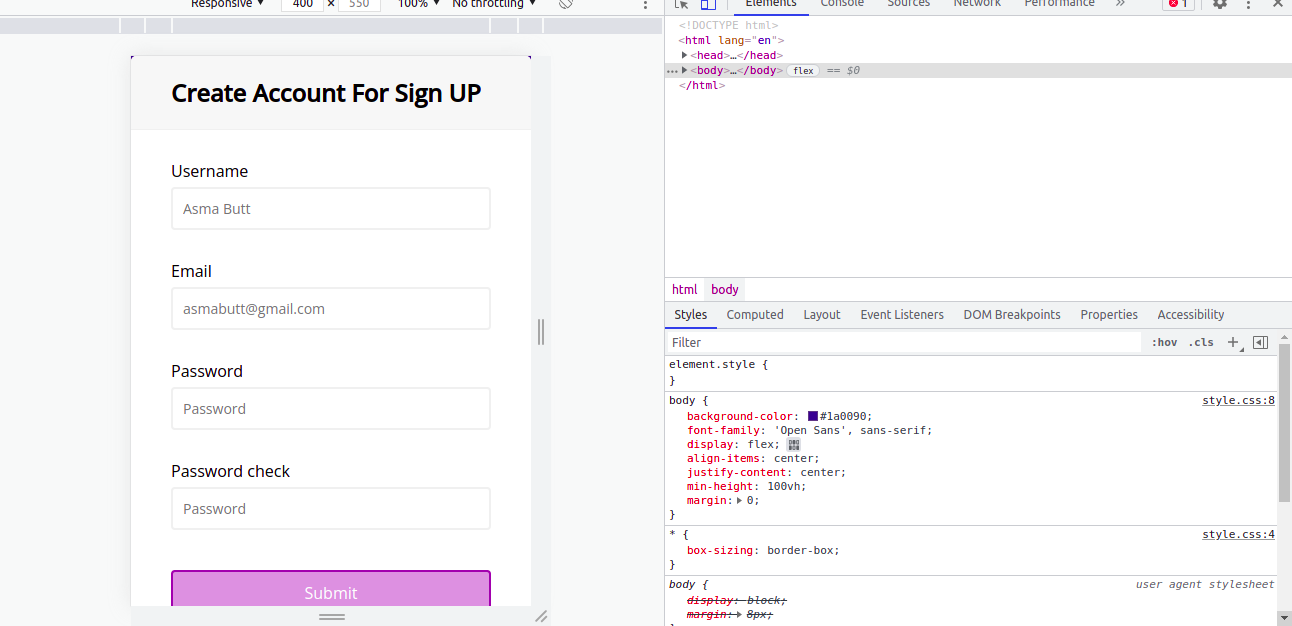 Responsive ▼ 400 × 550 100% ▼ No throttling ▼
Elements Console Sources Network Performance » 1
Create Account For Sign UP
Username
Asma Butt
Email
asmabutt@gmail.com
Password
Password
Password check
Password
Submit
<!DOCTYPE html>
<html lang="en">
<head>…</head>
<body>…</body> flex == $0
</html>
html body
Styles Computed Layout Event Listeners DOM Breakpoints Properties Accessibility
Filter :hov .cls +
element.style {
}
body { style.css:8
background-color: #1a0090;
font-family: 'Open Sans', sans-serif;
display: flex;
align-items: center;
justify-content: center;
min-height: 100vh;
margin: 0;
}
* { style.css:4
box-sizing: border-box;
}
body { user agent stylesheet
display: block;
margin: 8px;